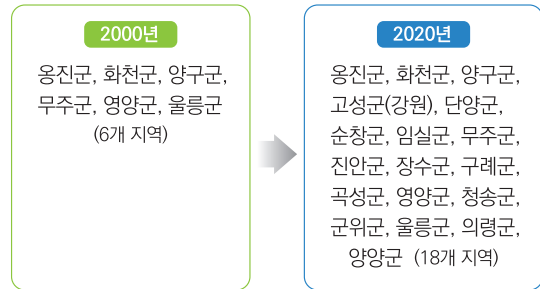 2000년
옹진군, 화천군, 양구군,
무주군, 영양군, 울릉군
(6개 지역)
2020년
옹진군, 화천군, 양구군,
고성군(강원), 단양군,
순창군, 임실군, 무주군,
진안군, 장수군, 구례군,
곡성군, 영양군, 청송군,
군위군, 울릉군, 의령군,
양양군 (18개 지역)